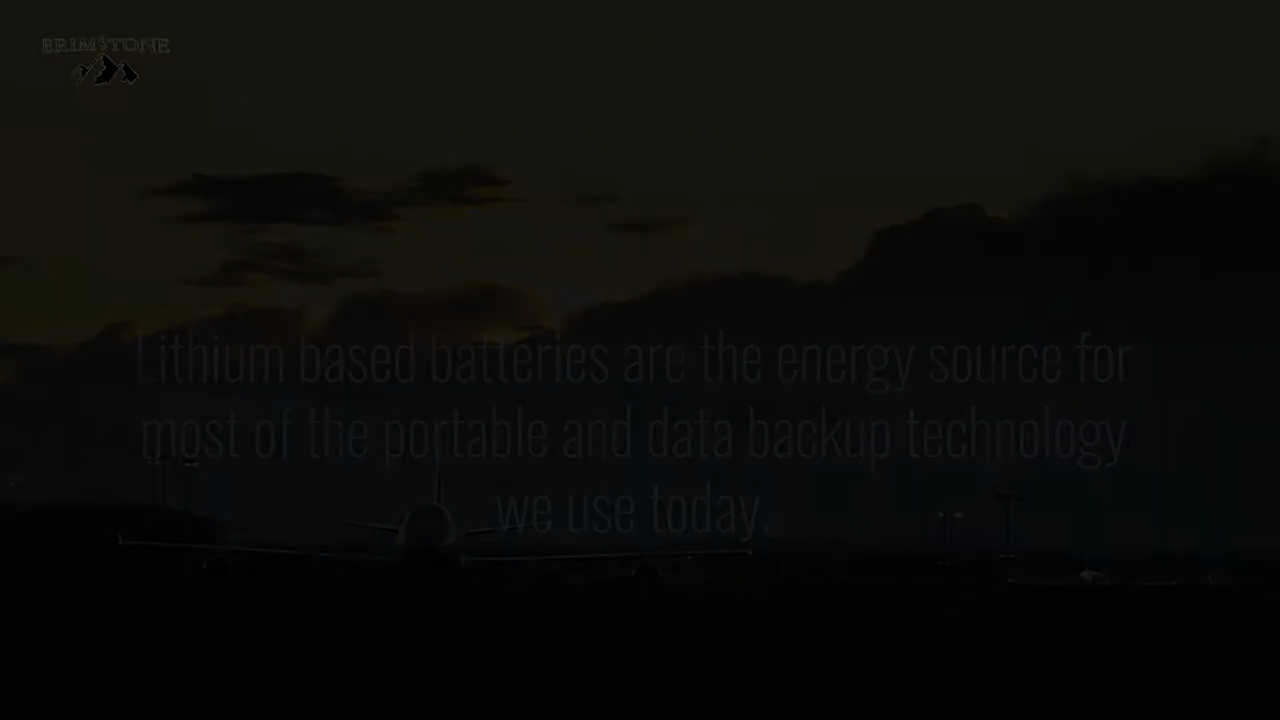 BRIMSTONE
Lithium based batteries are the energy source for
most of the portable and data backup technology
we use today.